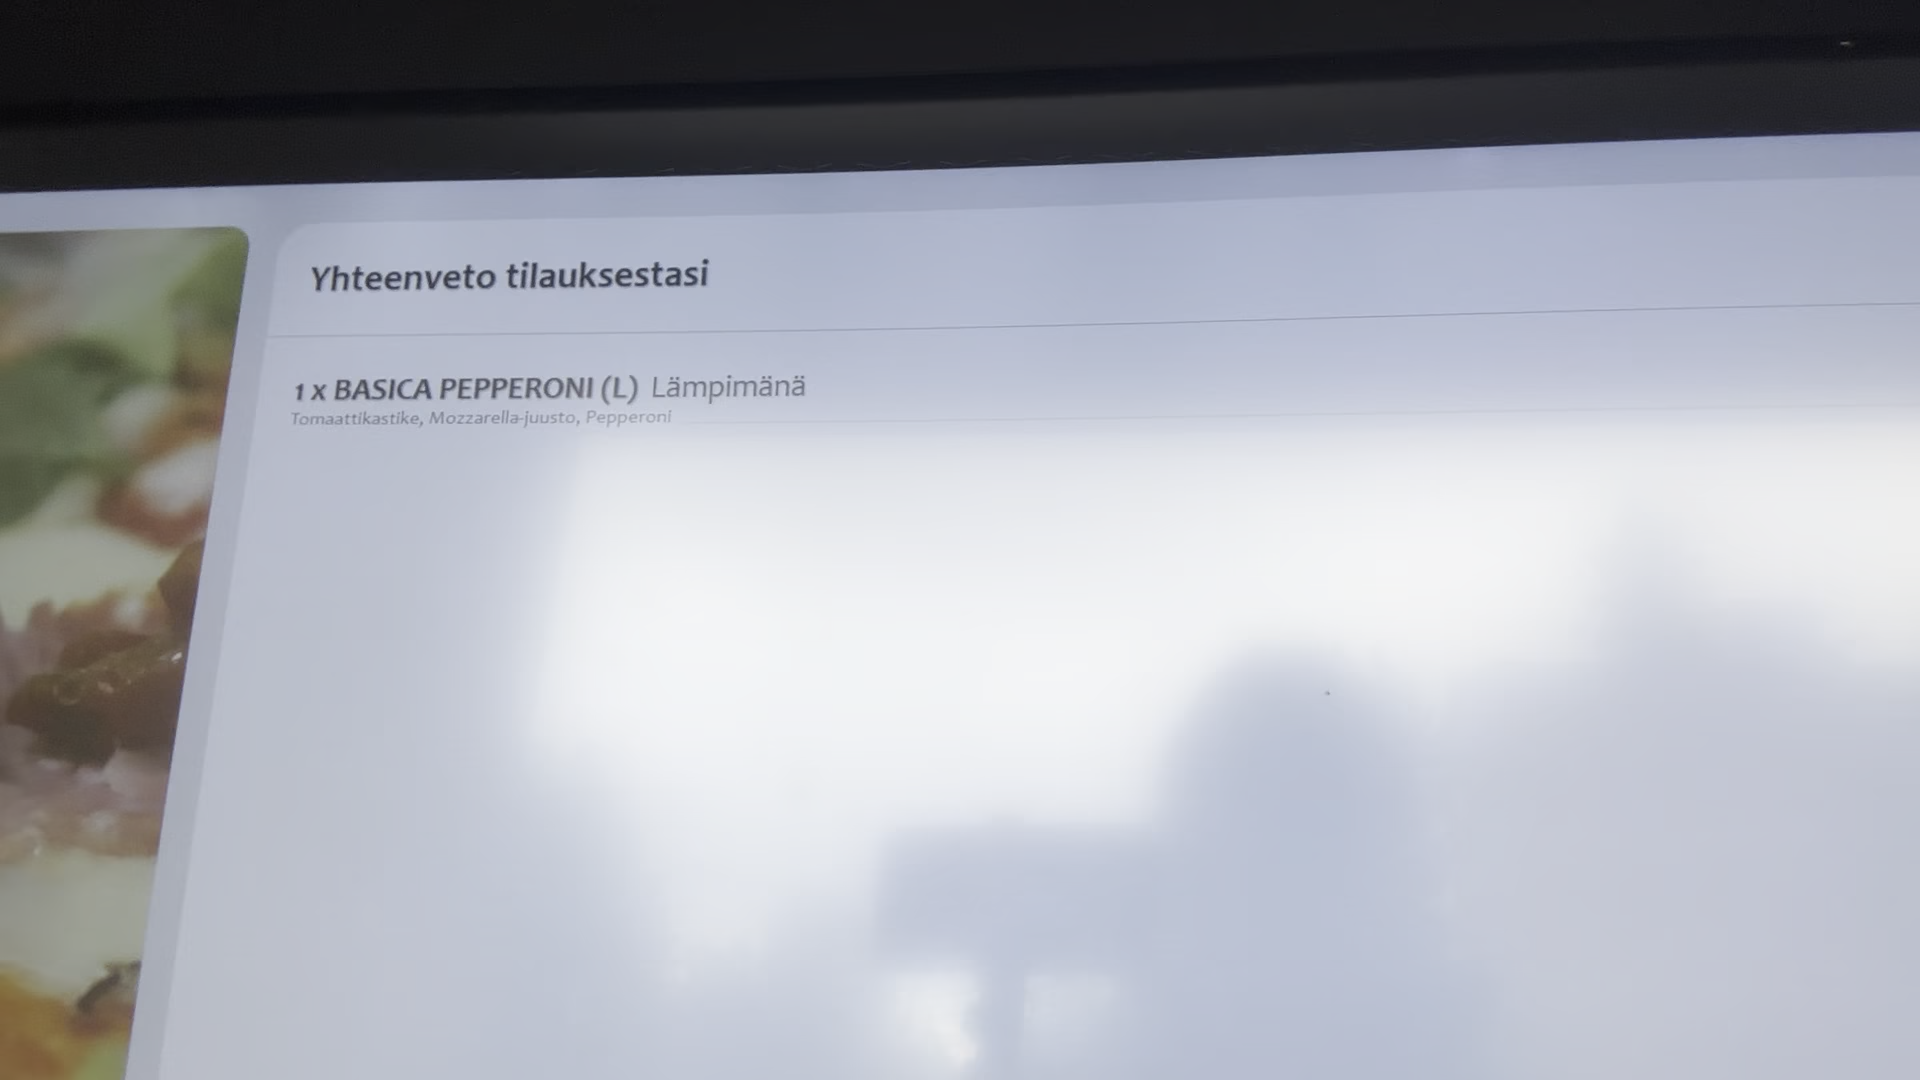 Yhteenveto tilauksestasi
1 x BASICA PEPPERONI (L) Lämpimänä
Tomaattikastike, Mozzarella-juusto, Pepperoni